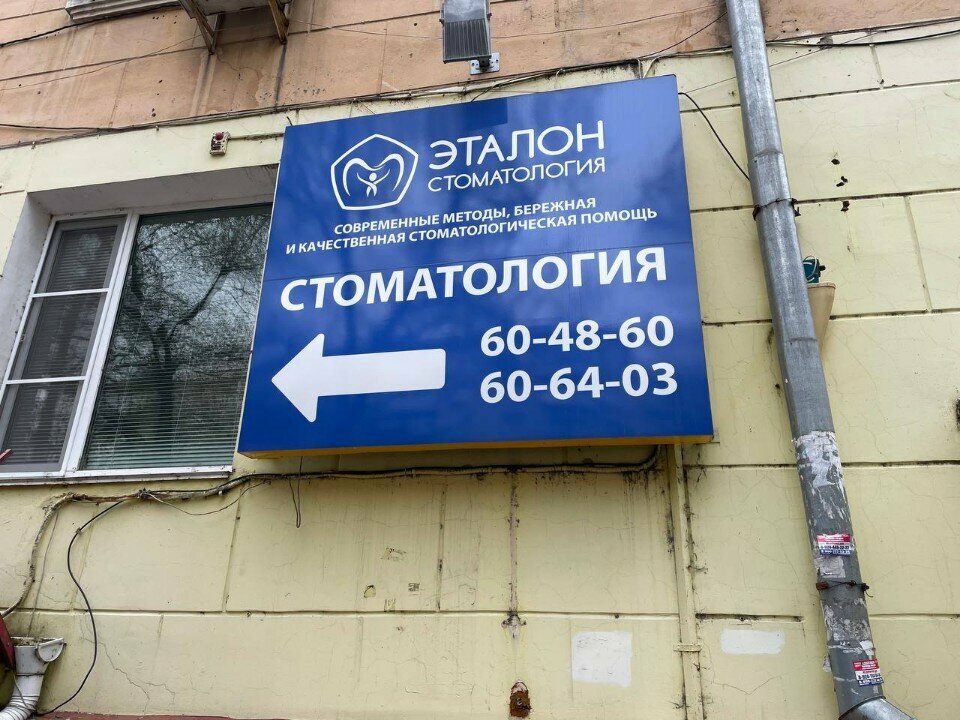 ЭТАЛОН
СТОМАТОЛОГИЯ
СОВРЕМЕННЫЕ МЕТОДЫ, БЕРЕЖНАЯ
И КАЧЕСТВЕННАЯ СТОМАТОЛОГИЧЕСКАЯ ПОМОЩЬ
СТОМАТОЛОГИЯ
60-48-60
60-64-03